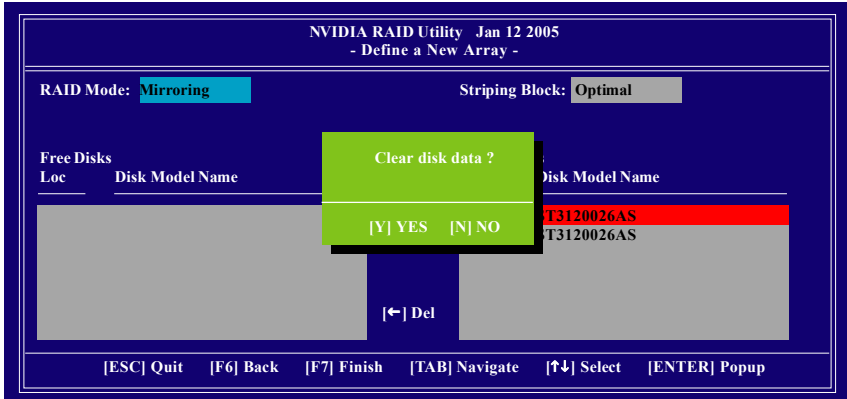 NVIDIA RAID Utility Jan 12 2005
- Define a New Array -
RAID Mode: Mirroring Striping Block: Optimal
Free Disks
Loc Disk Model Name
Disk Model Name
Clear disk data ?
[Y] YES [N] NO
ST3120026AS
ST3120026AS
[←] Del
[ESC] Quit [F6] Back [F7] Finish [TAB] Navigate [↑↓] Select [ENTER] Popup